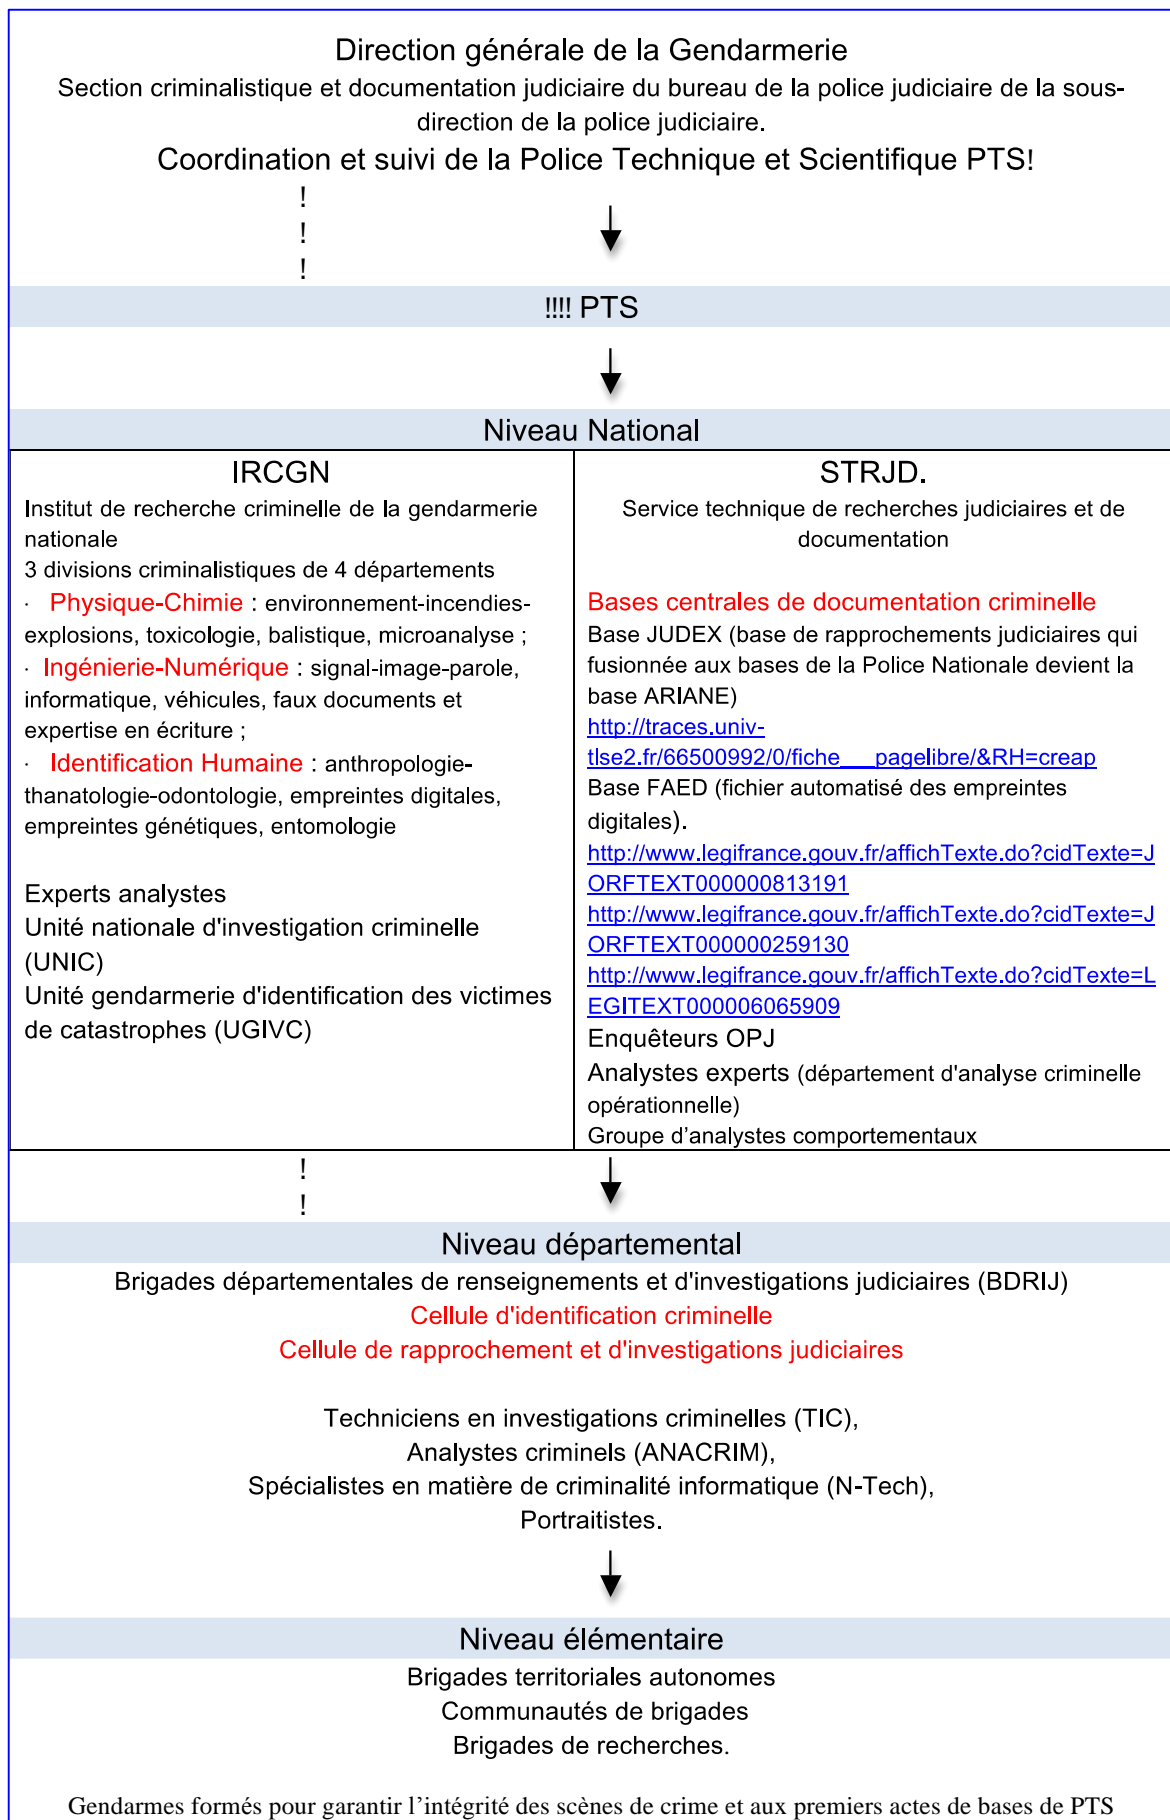 Direction générale de la Gendarmerie
Section criminalistique et documentation judiciaire du bureau de la police judiciaire de la sous-
direction de la police judiciaire.
Coordination et suivi de la Police Technique et Scientifique PTS!
!
!
!
!!!! PTS
Niveau National
IRCGN
Institut de recherche criminelle de la gendarmerie
nationale
3 divisions criminalistiques de 4 départements
· Physique-Chimie : environnement-incendies-
explosions, toxicologie, balistique, microanalyse ;
· Ingénierie-Numérique : signal-image-parole,
informatique, véhicules, faux documents et
expertise en écriture ;
· Identification Humaine : anthropologie-
thanatologie-odontologie, empreintes digitales,
empreintes génétiques, entomologie
Experts analystes
Unité nationale d'investigation criminelle
(UNIC)
Unité gendarmerie d'identification des victimes
de catastrophes (UGIVC)
STRJD.
Service technique de recherches judiciaires et de
documentation
Bases centrales de documentation criminelle
Base JUDEX (base de rapprochements judiciaires qui
fusionnée aux bases de la Police Nationale devient la
base ARIANE)
http://traces.univ-
tlse2.fr/66500992/0/fiche___pagelibre/&RH=creap
Base FAED (fichier automatisé des empreintes
digitales).
http://www.legifrance.gouv.fr/affichTexte.do?cidTexte=J
ORFTEXT000000813191
http://www.legifrance.gouv.fr/affichTexte.do?cidTexte=J
ORFTEXT000000259130
http://www.legifrance.gouv.fr/affichTexte.do?cidTexte=L
EGITEXT000006065909
Enquêteurs OPJ
Analystes experts (département d'analyse criminelle
opérationnelle)
Groupe d’analystes comportementaux
!
!
Niveau départemental
Brigades départementales de renseignements et d'investigations judiciaires (BDRIJ)
Cellule d'identification criminelle
Cellule de rapprochement et d'investigations judiciaires
Techniciens en investigations criminelles (TIC),
Analystes criminels (ANACRIM),
Spécialistes en matière de criminalité informatique (N-Tech),
Portraitistes.
Niveau élémentaire
Brigades territoriales autonomes
Communautés de brigades
Brigades de recherches.
Gendarmes formés pour garantir l’intégrité des scènes de crime et aux premiers actes de bases de PTS